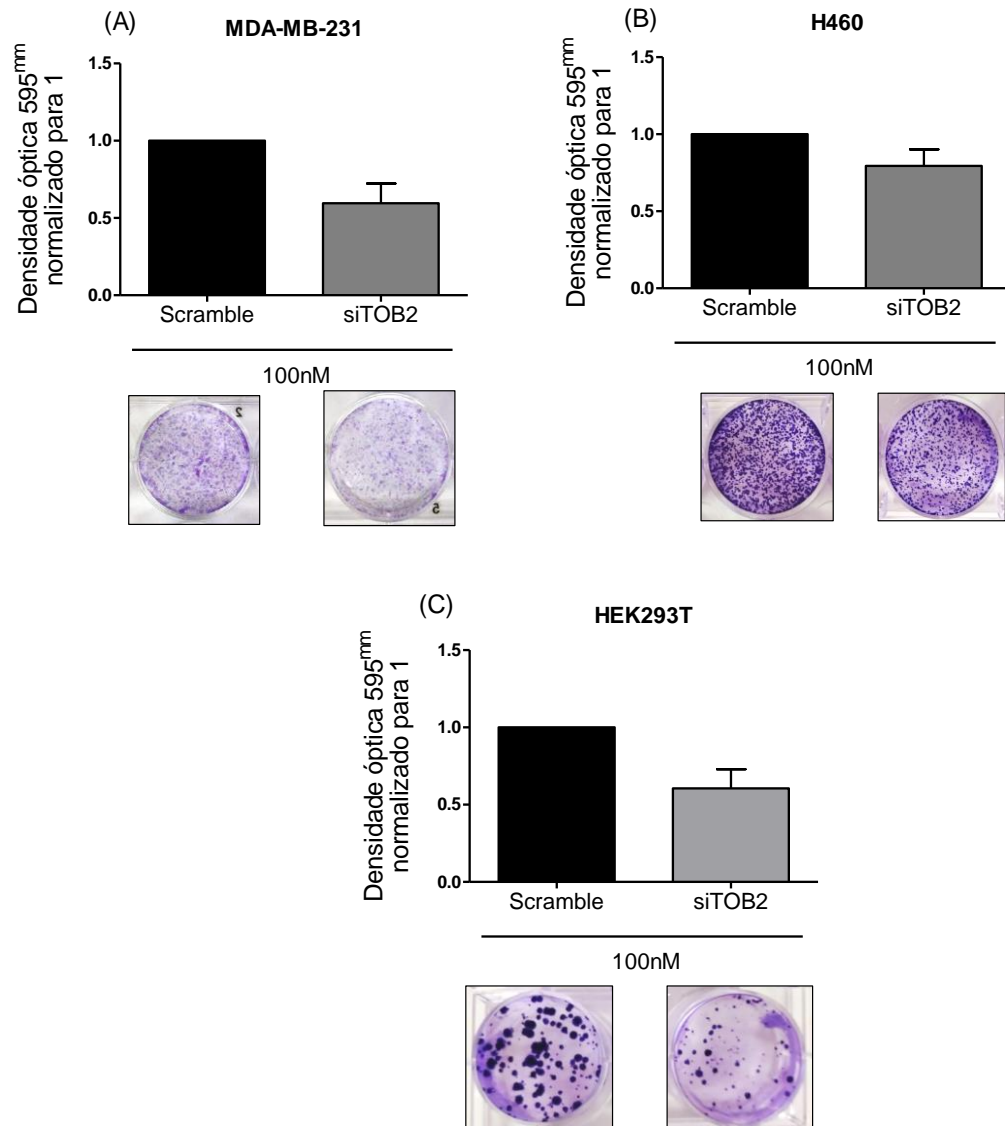 (A)
MDA-MB-231
Densidade óptica 595mm
normalizado para 1
1.5
1.0
0.5
0.0
Scramble siTOB2
100nM
2
5
(B)
H460
Densidade óptica 595mm
normalizado para 1
1.5
1.0
0.5
0.0
Scramble siTOB2
100nM
(C)
HEK293T
Densidade óptica 595mm
normalizado para 1
1.5
1.0
0.5
0.0
Scramble siTOB2
100nM